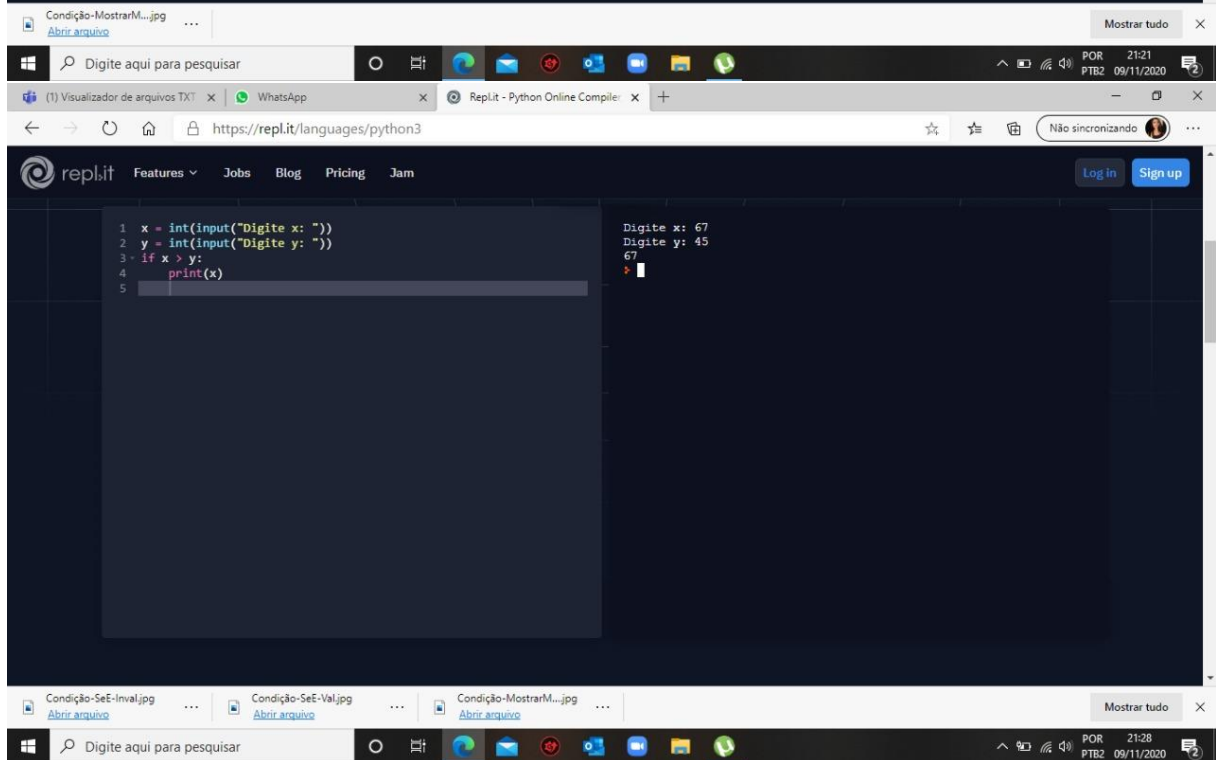 Condição-MostrarM....jpg
Abrir arquivo
...
Mostrar tudo
Digite aqui para pesquisar
POR 21:21
PTB2 09/11/2020
2
(1) Visualizador de arquivos TXT
WhatsApp
Repl.it - Python Online Compiler
https://repl.it/languages/python3
Não sincronizando
...
repl.it Features Jobs Blog Pricing Jam
Log in Sign up
1 x = int(input("Digite x: "))
2 y = int(input("Digite y: "))
3 if x > y:
4 print(x)
5
Digite x: 67
Digite y: 45
67
Condição-SeE-Inval.jpg ... Condição-SeE-Val.jpg ... Condição-MostrarM....jpg ...
Abrir arquivo Abrir arquivo Abrir arquivo
Mostrar tudo
Digite aqui para pesquisar
POR 21:28
PTB2 09/11/2020
2